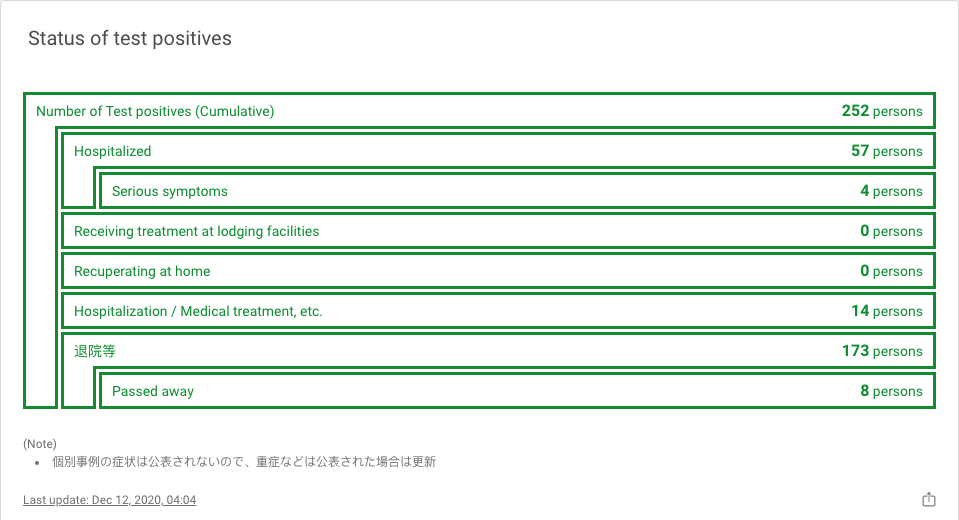 Status of test positives
Number of Test positives (Cumulative) 252 persons
Hospitalized 57 persons
Serious symptoms 4 persons
Receiving treatment at lodging facilities 0 persons
Recuperating at home 0 persons
Hospitalization / Medical treatment, etc. 14 persons
退院等 173 persons
Passed away 8 persons
(Note)
• 個別事例の症状は公表されないので、重症などは公表された場合は更新
Last update: Dec 12, 2020, 04:04